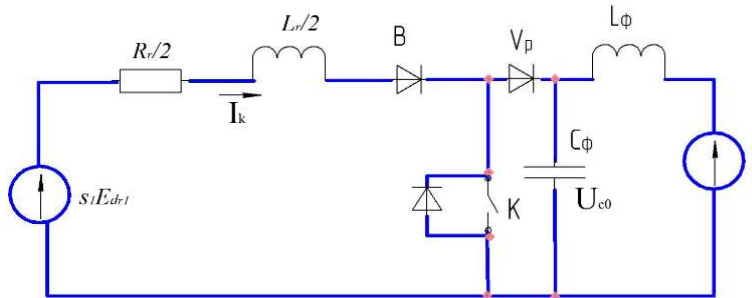 Rr/2
Lr/2
B
Vp
Lф
Ik
s1Edr1
K
Cф
Uc0